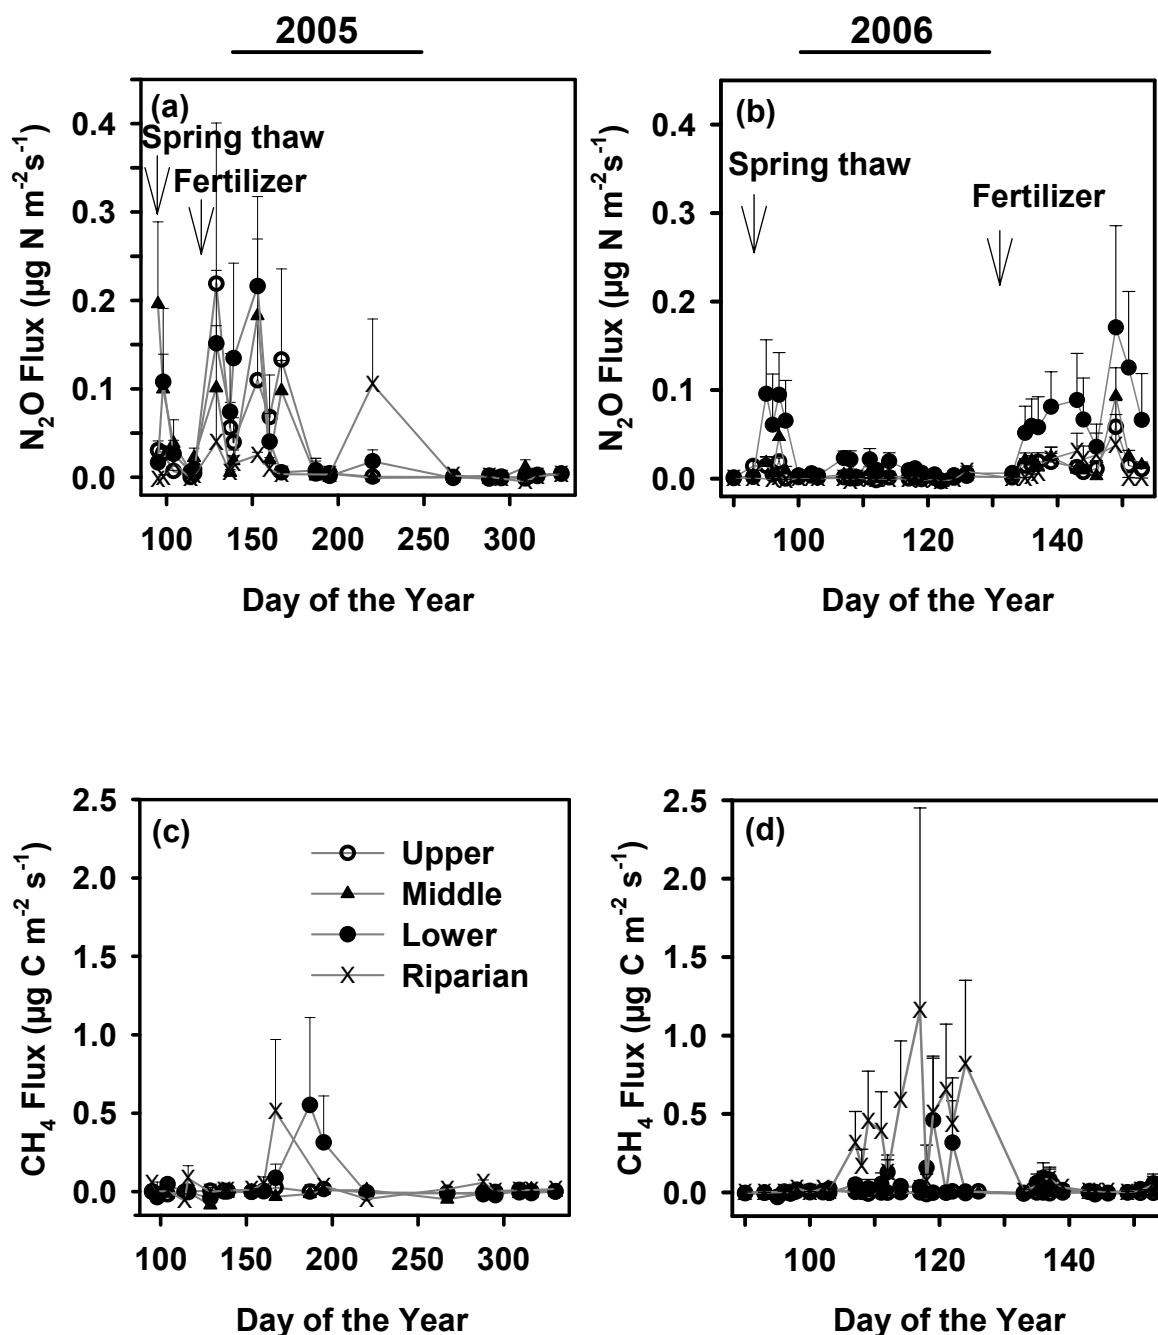 2005
2006
(a)
Spring thaw
Fertilizer
N₂O Flux (µg N m⁻²s⁻¹)
0.4
0.3
0.2
0.1
0.0
100 150 200 250 300
Day of the Year
(b)
Spring thaw
Fertilizer
N₂O Flux (µg N m⁻²s⁻¹)
0.4
0.3
0.2
0.1
0.0
100 120 140
Day of the Year
(c)
Upper
Middle
Lower
Riparian
CH₄ Flux (µg C m⁻² s⁻¹)
2.5
2.0
1.5
1.0
0.5
0.0
100 150 200 250 300
Day of the Year
(d)
CH₄ Flux (µg C m⁻² s⁻¹)
2.5
2.0
1.5
1.0
0.5
0.0
100 120 140
Day of the Year